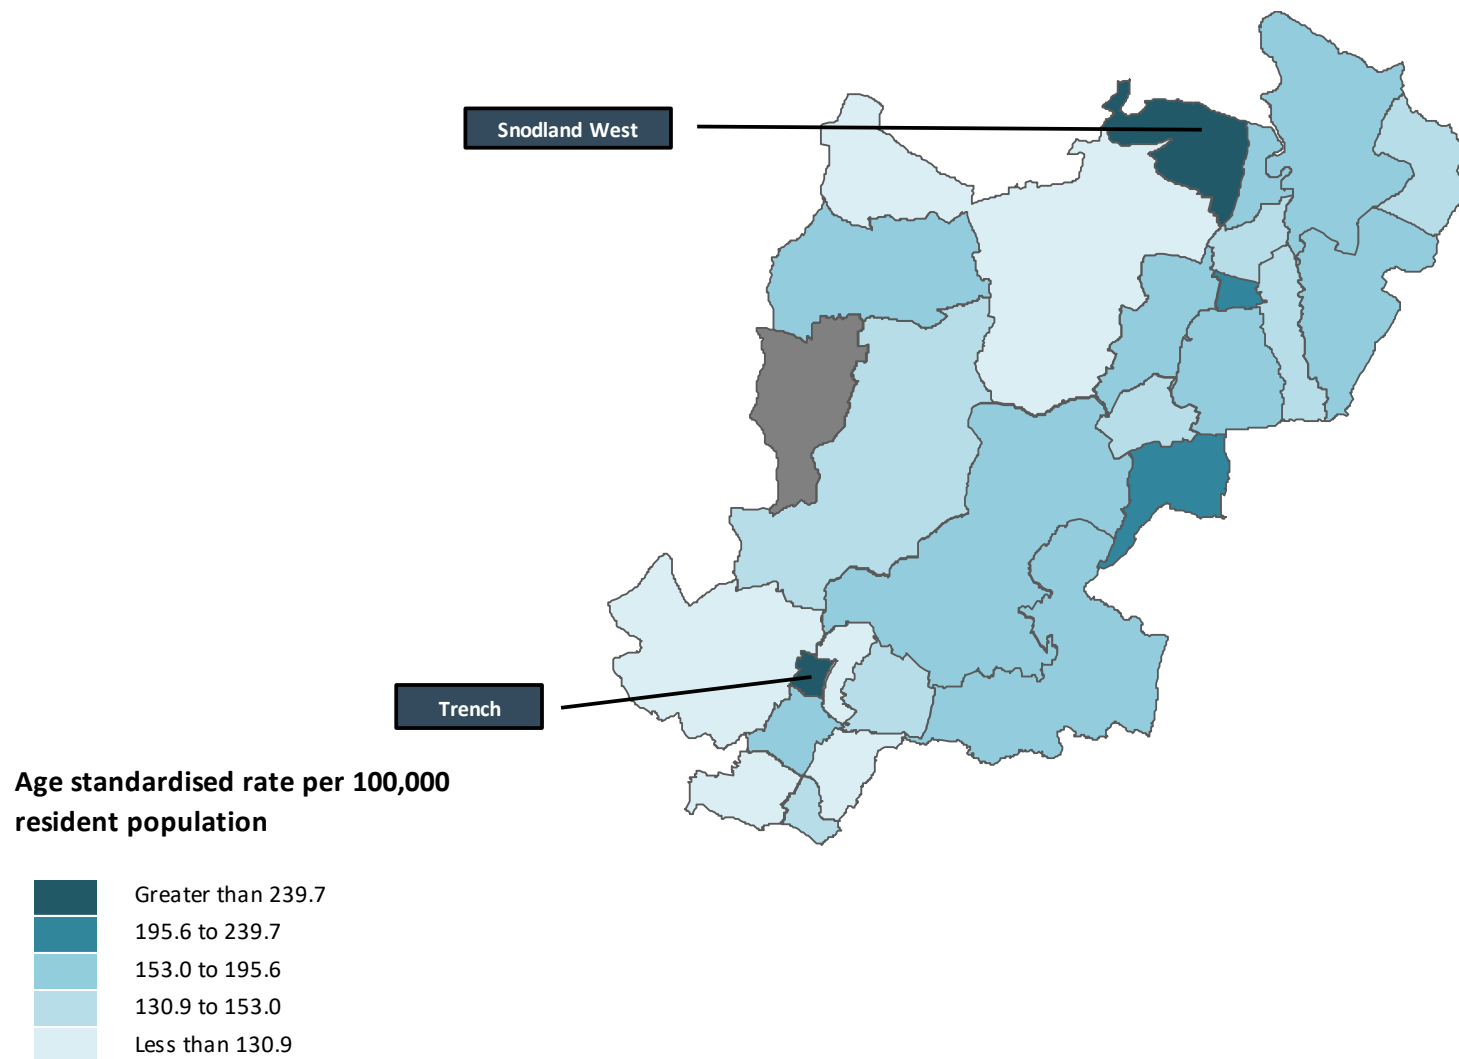 Snodland West
Trench
Age standardised rate per 100,000
resident population
Greater than 239.7
195.6 to 239.7
153.0 to 195.6
130.9 to 153.0
Less than 130.9